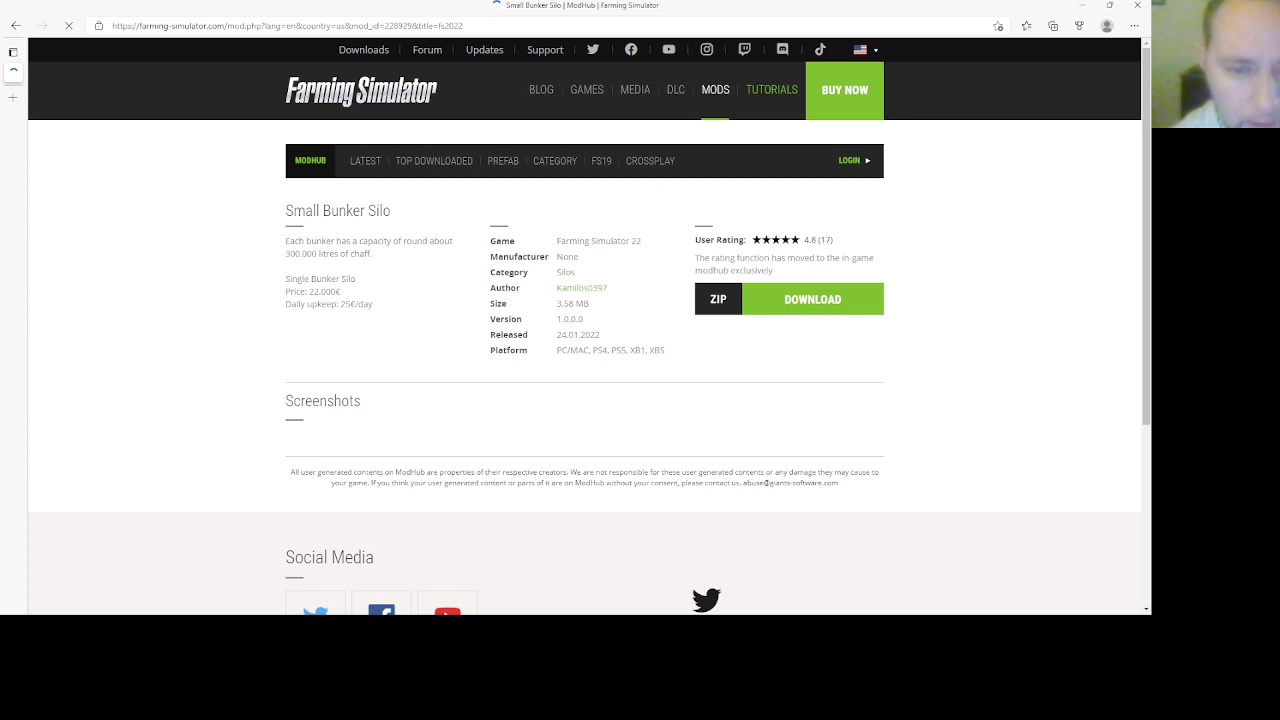 Small Bunker Silo | ModHub | Farming Simulator
https://farming-simulator.com/mod.php?lang=en&country=us&mod_id=228929&title=fs2022
Downloads Forum Updates Support
Farming Simulator BLOG GAMES MEDIA DLC MODS TUTORIALS BUY NOW
MODHUB LATEST TOP DOWNLOADED PREFAB CATEGORY FS19 CROSSPLAY LOGIN
Small Bunker Silo
Each bunker has a capacity of round about
300.000 litres of chaff.
Single Bunker Silo
Price: 22.000€
Daily upkeep: 25€/day
Game Farming Simulator 22
Manufacturer None
Category Silos
Author Kamilos0397
Size 3.58 MB
Version 1.0.0.0
Released 24.01.2022
Platform PC/MAC, PS4, PS5, XB1, XBS
User Rating: 4.8 (17)
The rating function has moved to the in-game
modhub exclusively
ZIP DOWNLOAD
Screenshots
All user generated contents on ModHub are properties of their respective creators. We are not responsible for these user generated contents or any damage they may cause to
your game. If you think your user generated content or parts of it are on ModHub without your consent, please contact us. abuse@giants-software.com
Social Media